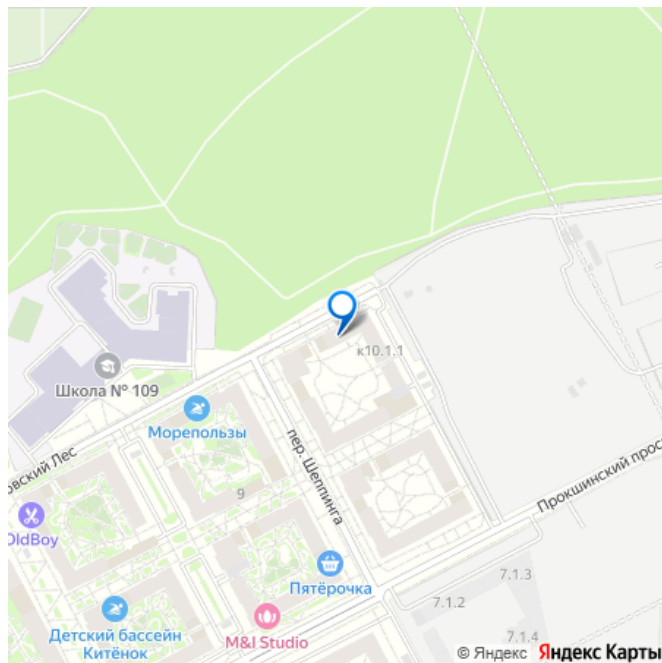 к10.1.1
Школа № 109
Морепользы
пер. Шеппинга
овский Лес
9
Прокшинский прос
OldBoy
Пятёрочка
7.1.3
7.1.2
Детский бассейн
Китёнок
M&I Studio
7.1.4
© Яндекс Яндекс Карты